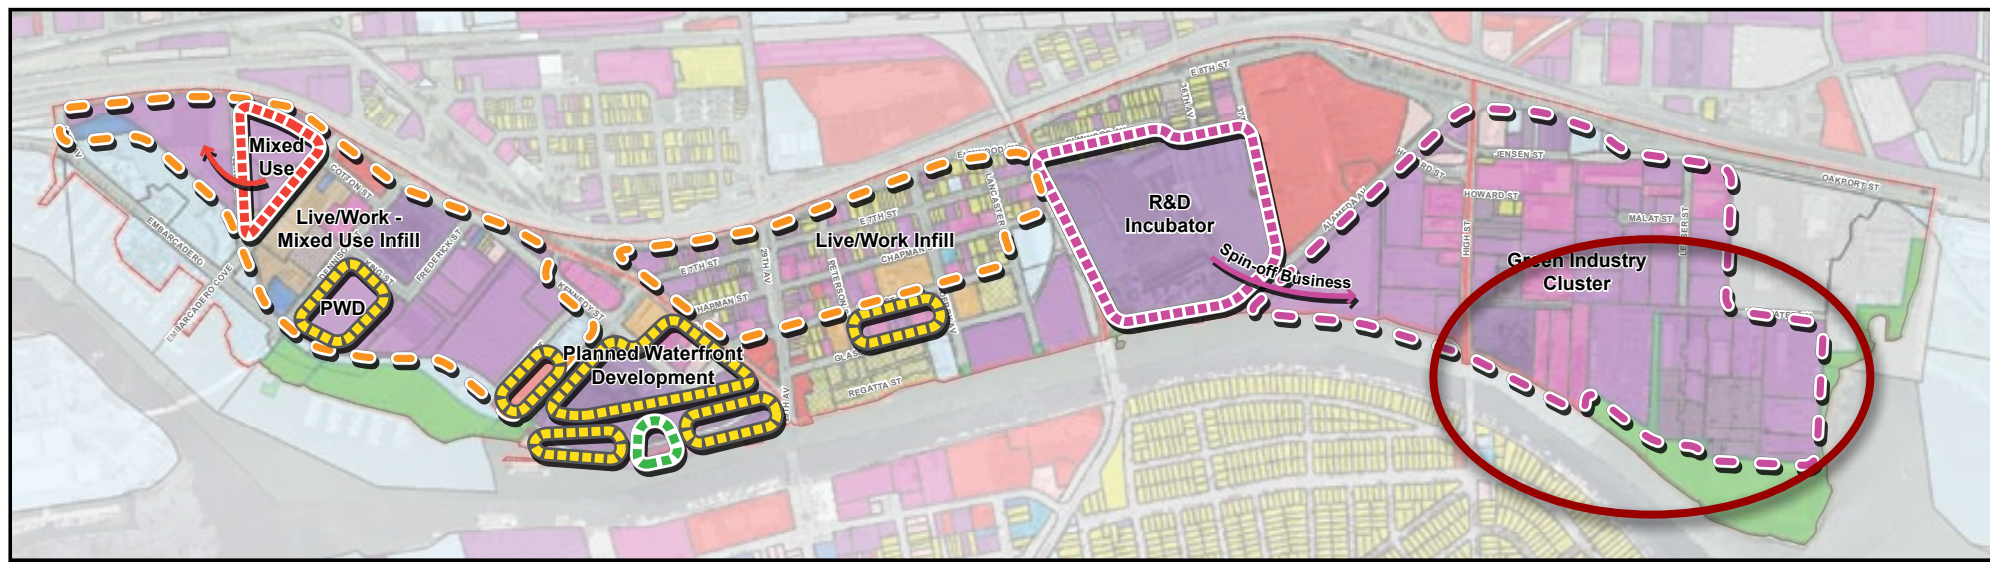 Mixed
Use
Live/Work -
Mixed Use Infill
PWD
Planned Waterfront
Development
Live/Work Infill
R&D
Incubator
Spin-off Business
Green Industry
Cluster
EMBARCADERO
EMBARCADERO COVE
COTTON ST
KING ST
FREDERICK ST
KENNEDY ST
E 7TH ST
CHAPMAN ST
29TH AV
PETERSON
E 7TH ST
CHAPMAN
LANCASTER
REGATTA ST
E 8TH ST
36TH AV
ALAMEDA AV
HIGH ST
JENSEN ST
HOWARD ST
MALAT ST
OAKPORT ST